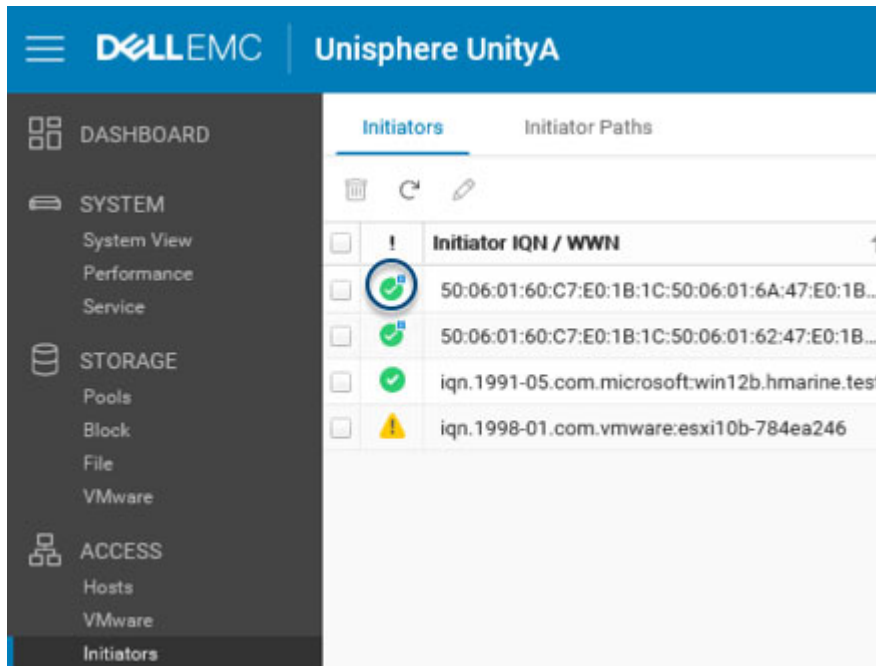 DELLEMC Unisphere UnityA
DASHBOARD
SYSTEM
System View
Performance
Service
STORAGE
Pools
Block
File
VMware
ACCESS
Hosts
VMware
Initiators
Initiators Initiator Paths
! Initiator IQN / WWN
50:06:01:60:C7:E0:1B:1C:50:06:01:6A:47:E0:1B...
50:06:01:60:C7:E0:1B:1C:50:06:01:62:47:E0:1B...
iqn.1991-05.com.microsoft:win12b.hmarine.test
iqn.1998-01.com.vmware:esxi10b-784ea246